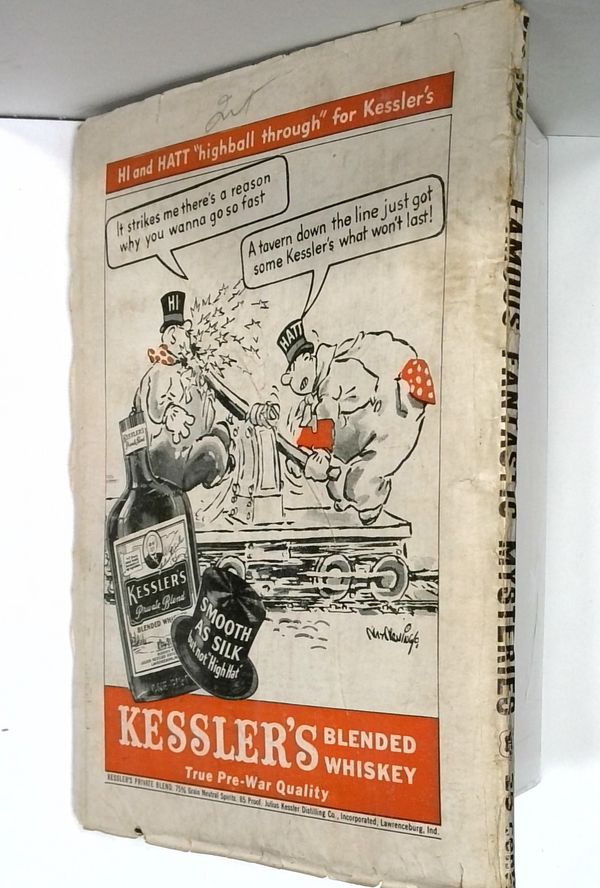 HI and HATT "highball through" for Kessler's
It strikes me there's a reason
why you wanna go so fast
A tavern down the line just got
some Kessler's what won't last!
HI
HATT
KESSLER'S
Private Blend
BLENDED
SMOOTH
AS SILK
but not "High Hat"
KESSLER'S BLENDED
WHISKEY
True Pre-War Quality
KESSLER'S PRIVATE BLEND. 75% Grain Neutral Spirits. 85 Proof. Julius Kessler Distilling Co., Incorporated, Lawrenceburg, Ind.
FAMOUS FANTASTIC MYSTERIES